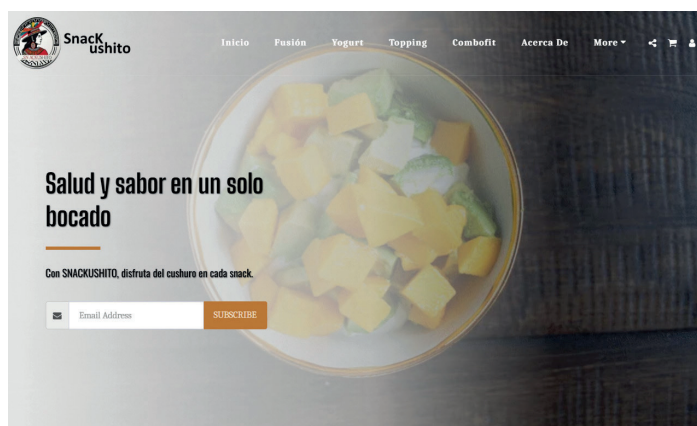 SnacK
ushito
Inicio
Fusión
Yogurt
Topping
Combofit
Acerca De
More
Salud y sabor en un solo
bocado
Con SNACKUSHITO, disfruta del cushuro en cada snack.
Email Address
SUBSCRIBE